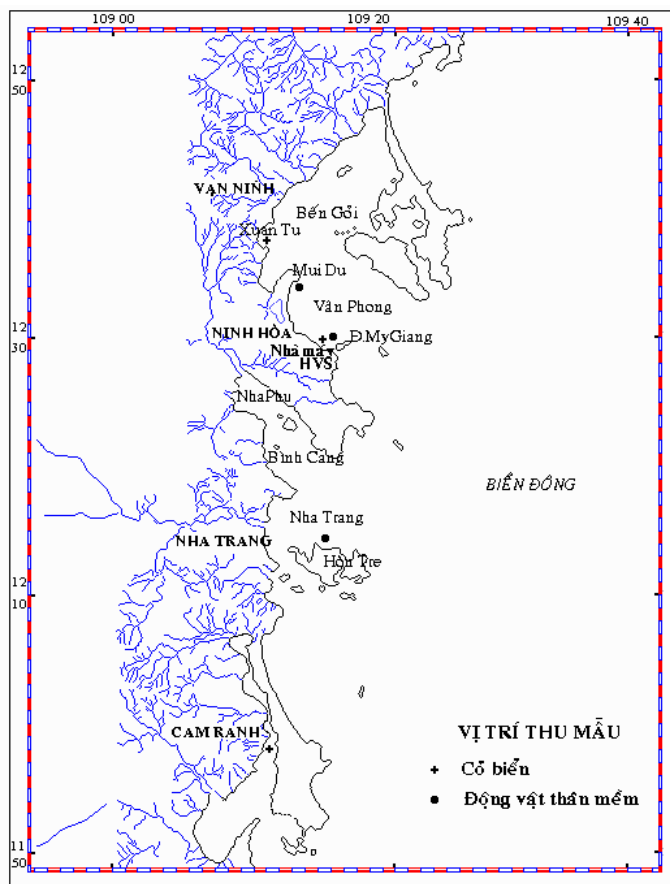 109 00
109 20
109 40
12
50
VẠN NINH
Bến Gỏi
Xuân Tu
Mui Du
Vân Phong
12
30
NINH HÒA
Đ.MyGiang
Nhà máy
HVS
NhaPhu
Bình Cang
BIỂN ĐÔNG
Nha Trang
NHA TRANG
Hòn Tre
12
10
CAM RANH
VỊ TRÍ THU MẪU
Cỏ biển
Động vật thân mềm
11
50